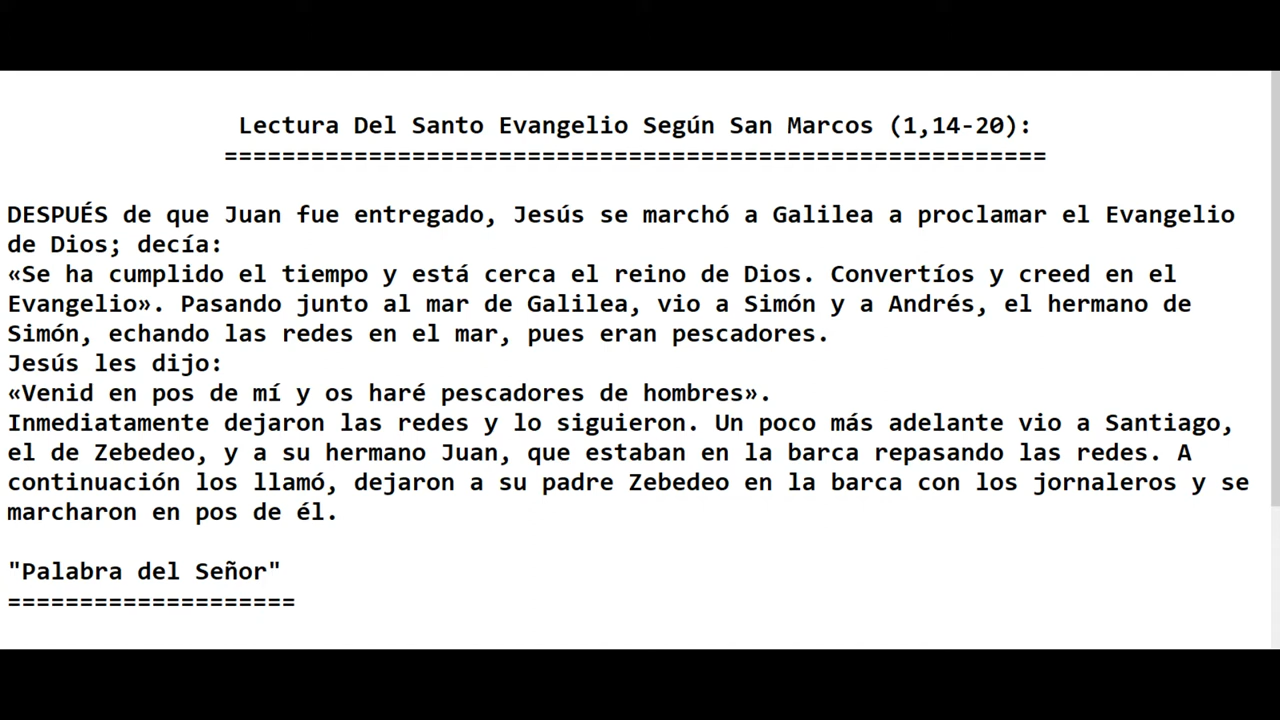 Lectura Del Santo Evangelio Según San Marcos (1,14-20):
=========================================================
DESPUÉS de que Juan fue entregado, Jesús se marchó a Galilea a proclamar el Evangelio
de Dios; decía:
«Se ha cumplido el tiempo y está cerca el reino de Dios. Convertíos y creed en el
Evangelio». Pasando junto al mar de Galilea, vio a Simón y a Andrés, el hermano de
Simón, echando las redes en el mar, pues eran pescadores.
Jesús les dijo:
«Venid en pos de mí y os haré pescadores de hombres».
Inmediatamente dejaron las redes y lo siguieron. Un poco más adelante vio a Santiago,
el de Zebedeo, y a su hermano Juan, que estaban en la barca repasando las redes. A
continuación los llamó, dejaron a su padre Zebedeo en la barca con los jornaleros y se
marcharon en pos de él.
"Palabra del Señor"
====================